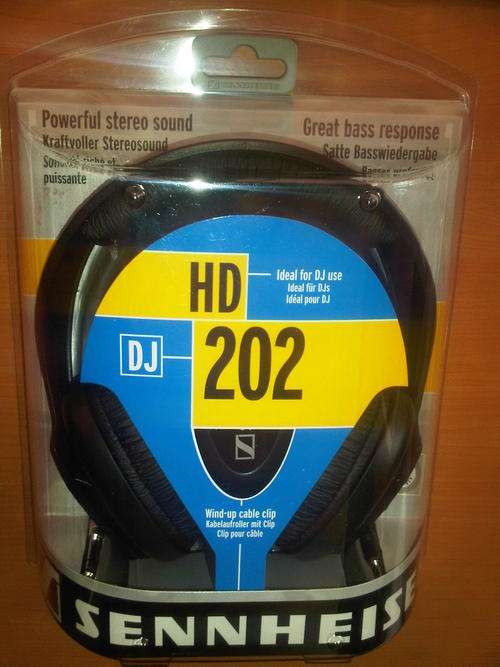 SENNHEISER
Powerful stereo sound
Kraftvoller Stereosound
puissante
Great bass response
Satte Basswiedergabe
HD
202
Ideal for DJ use
Ideal für DJs
Idéal pour DJ
DJ
Wind-up cable clip
Kabelaufroller mit Clip
Clip pour câble
SENNHEISE